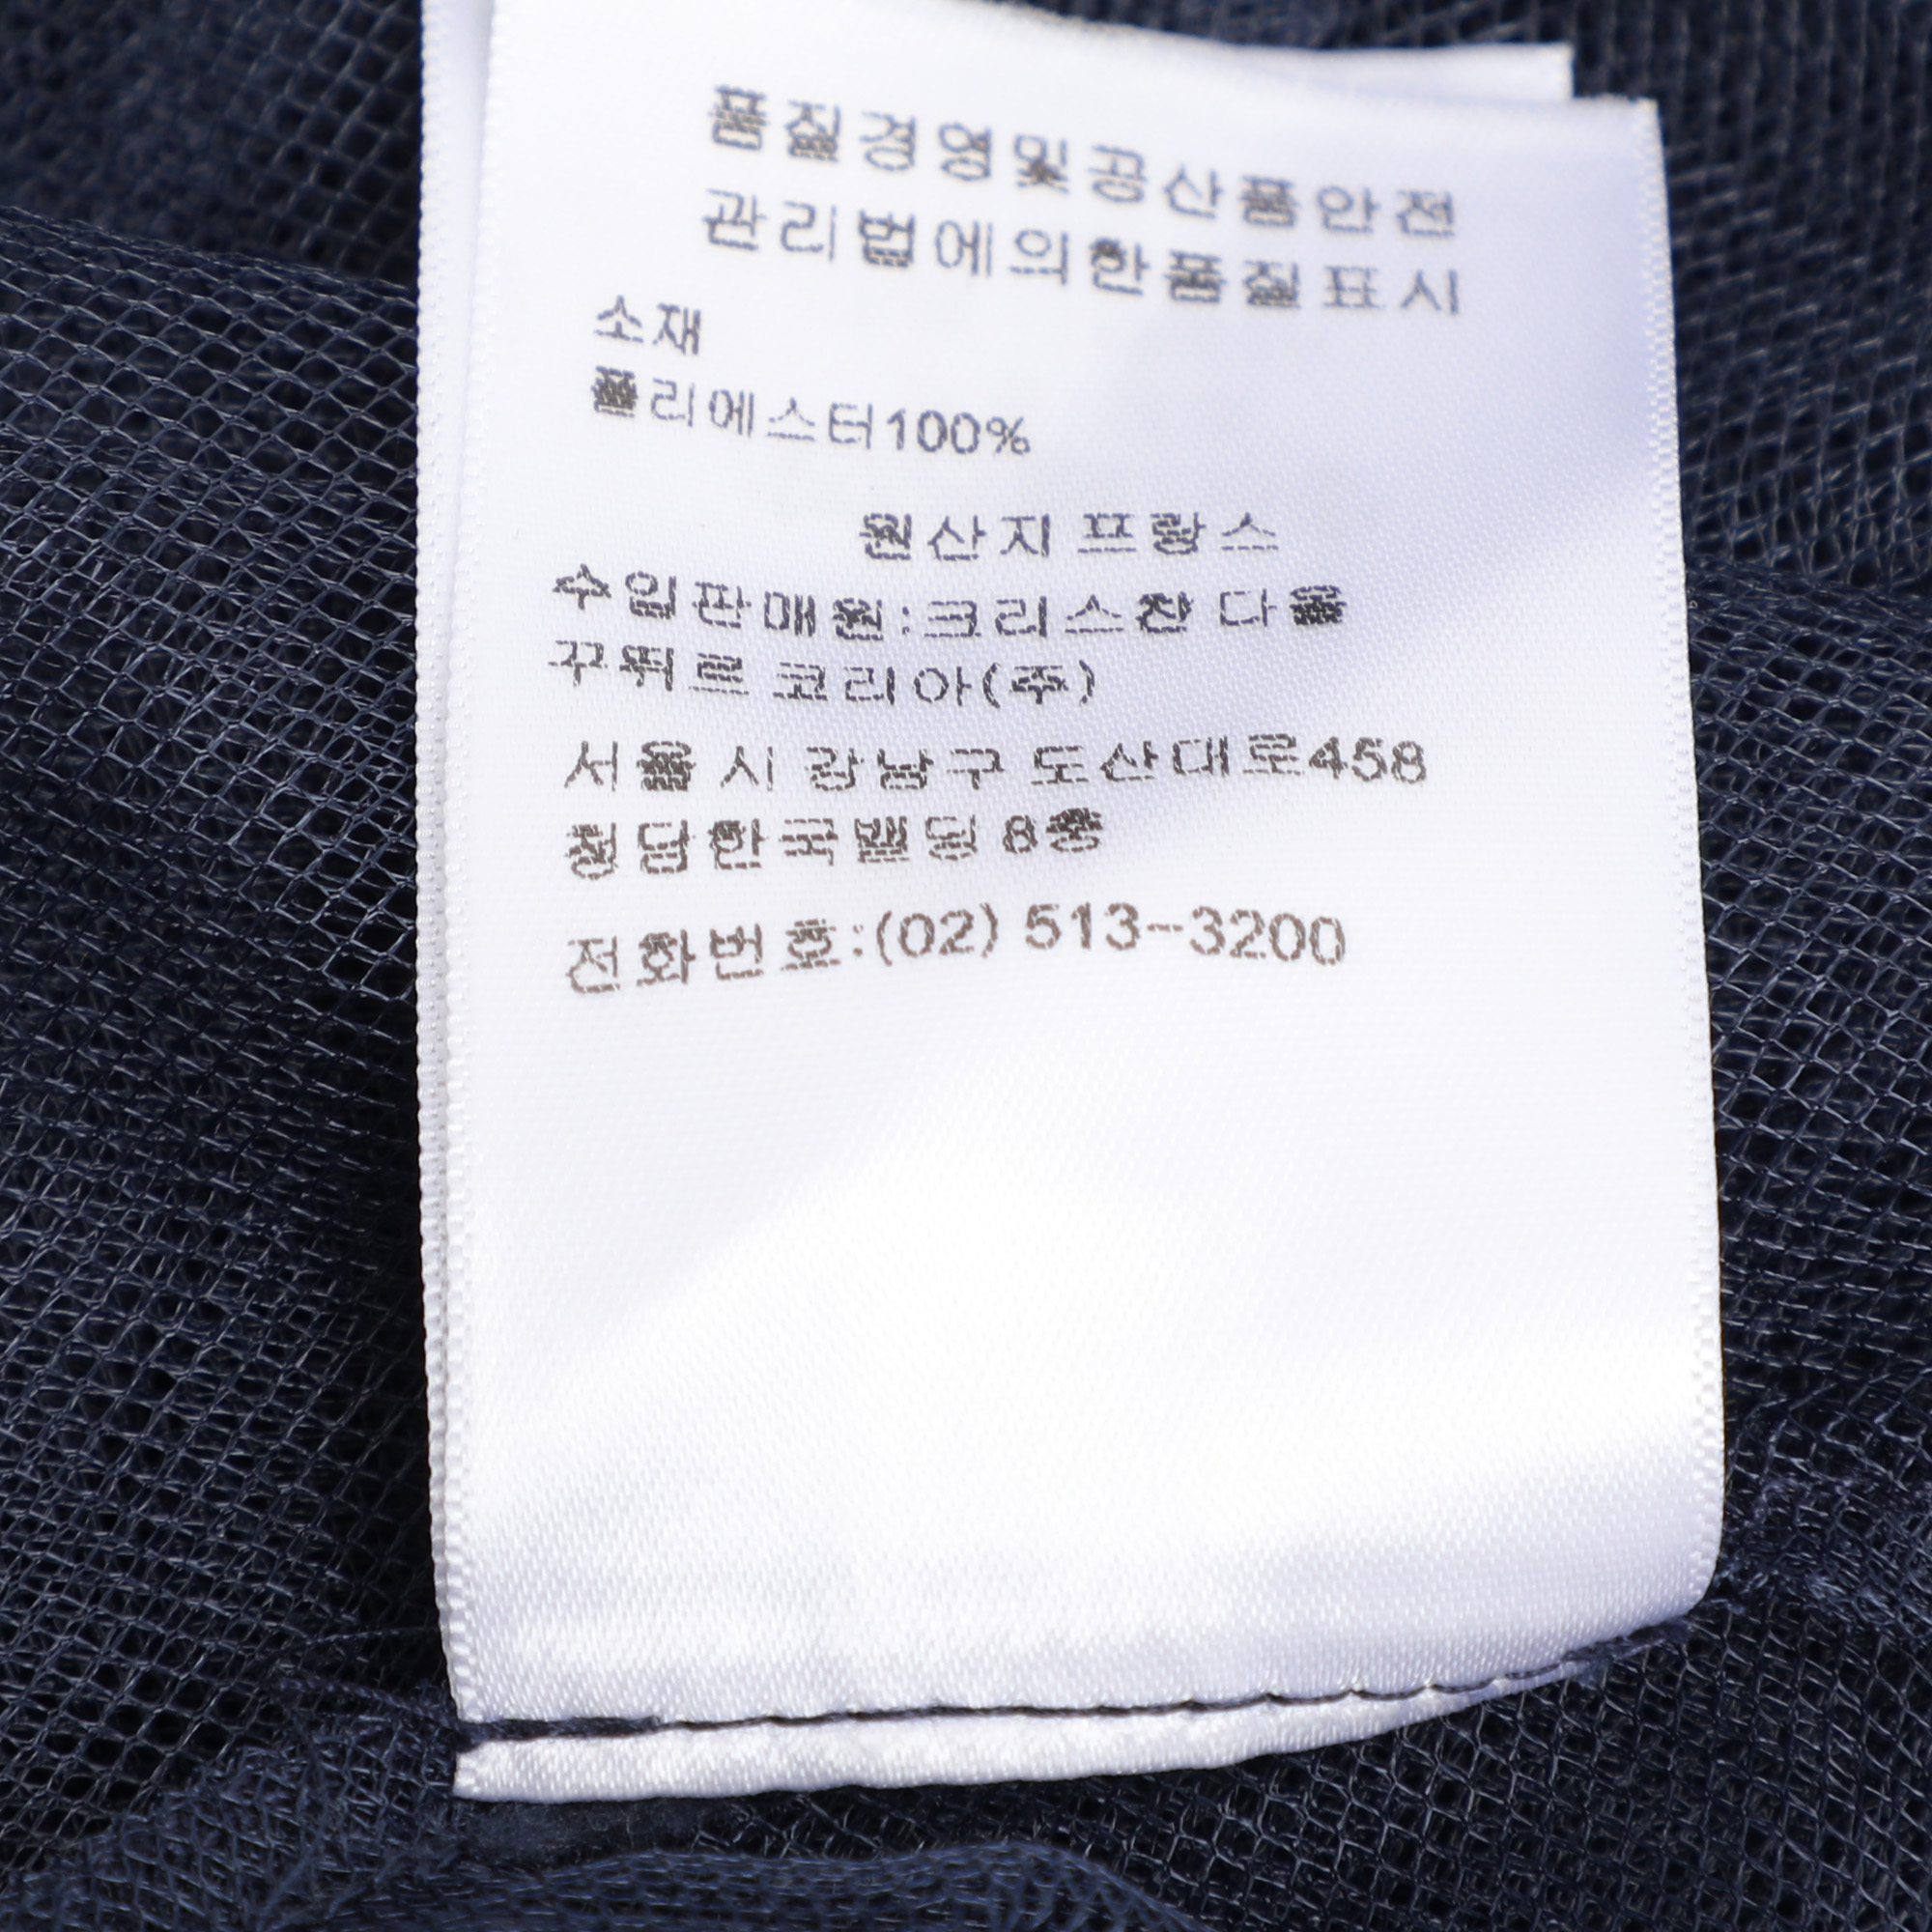 품질경영및공산품안전
관리법에의한품질표시
소재
폴리에스터100%
원산지 프랑스
수입판매원:크리스챤 디올
꾸뛰르 코리아(주)
서울시 강남구 도산대로458
청담한국빌딩 8층
전화번호:(02) 513-3200